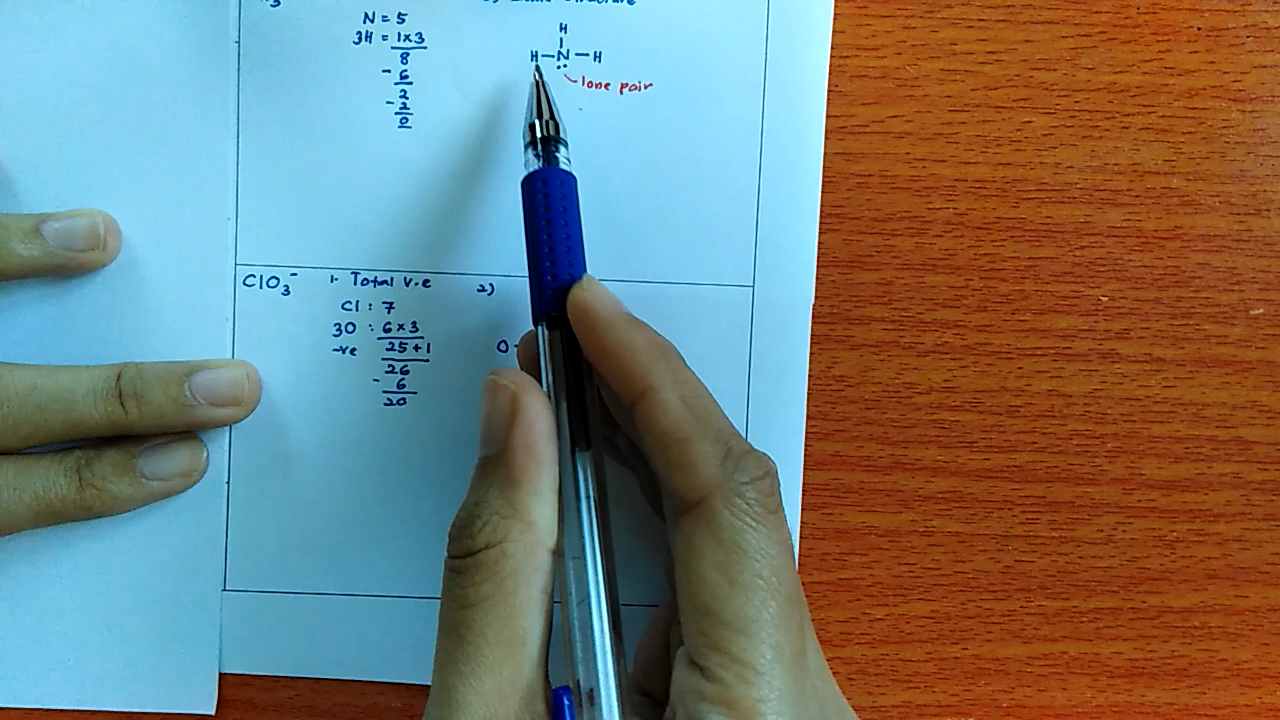 N = 5
3H = 1×3
8
- 6
2
- 2
0
H
H - N - H
lone pair
ClO3⁻ 1. Total v.e 2)
Cl : 7
3O : 6×3
-ve 25+1
26
- 6
20
O-